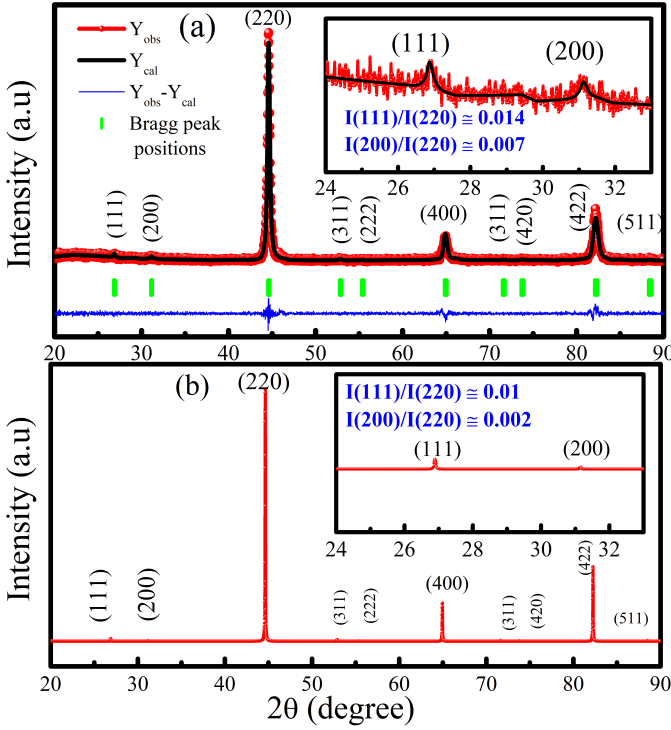 (a)
Y_obs
Y_cal
Y_obs-Y_cal
Bragg peak
positions
(220)
(111)
(200)
(311)
(222)
(400)
(311)
(420)
(422)
(511)
(111)
(200)
I(111)/I(220) ≅ 0.014
I(200)/I(220) ≅ 0.007
24 26 28 30 32
Intensity (a.u)
20 30 40 50 60 70 80 90
(b)
(220)
I(111)/I(220) ≅ 0.01
I(200)/I(220) ≅ 0.002
(111)
(200)
24 26 28 30 32
(111)
(200)
(311)
(222)
(400)
(311)
(420)
(422)
(511)
Intensity (a.u)
20 30 40 50 60 70 80 90
2θ (degree)